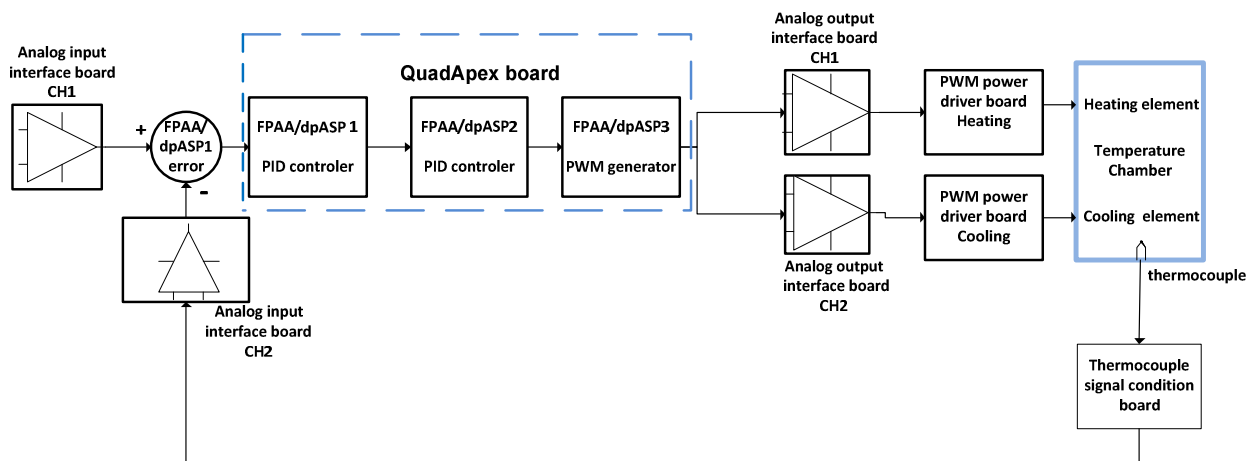 Analog input
interface board
CH1
+
FPAA/
dpASP1
error
-
Analog input
interface board
CH2
QuadApex board
FPAA/dpASP 1
PID controler
FPAA/dpASP2
PID controler
FPAA/dpASP3
PWM generator
Analog output
interface board
CH1
Analog output
interface board
CH2
PWM power
driver board
Heating
PWM power
driver board
Cooling
Heating element
Temperature
Chamber
Cooling element
thermocouple
Thermocouple
signal condition
board